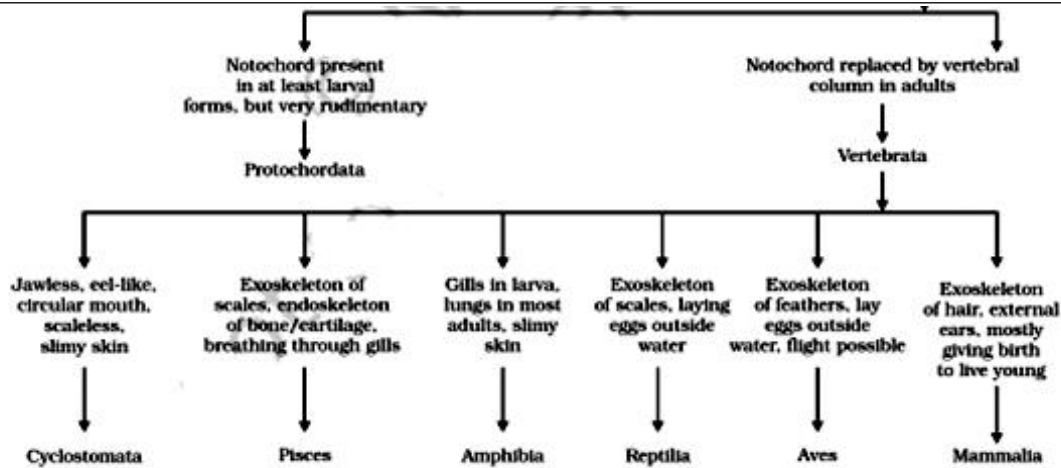 Notochord present
in at least larval
forms, but very rudimentary
Notochord replaced by vertebral
column in adults
Protochordata
Vertebrata
Jawless, eel-like,
circular mouth,
scaleless,
slimy skin
Exoskeleton of
scales, endoskeleton
of bone/cartilage,
breathing through gills
Gills in larva,
lungs in most
adults, slimy
skin
Exoskeleton
of scales, laying
eggs outside
water
Exoskeleton
of feathers, lay
eggs outside
water, flight possible
Exoskeleton
of hair, external
ears, mostly
giving birth
to live young
Cyclostomata
Pisces
Amphibia
Reptilia
Aves
Mammalia